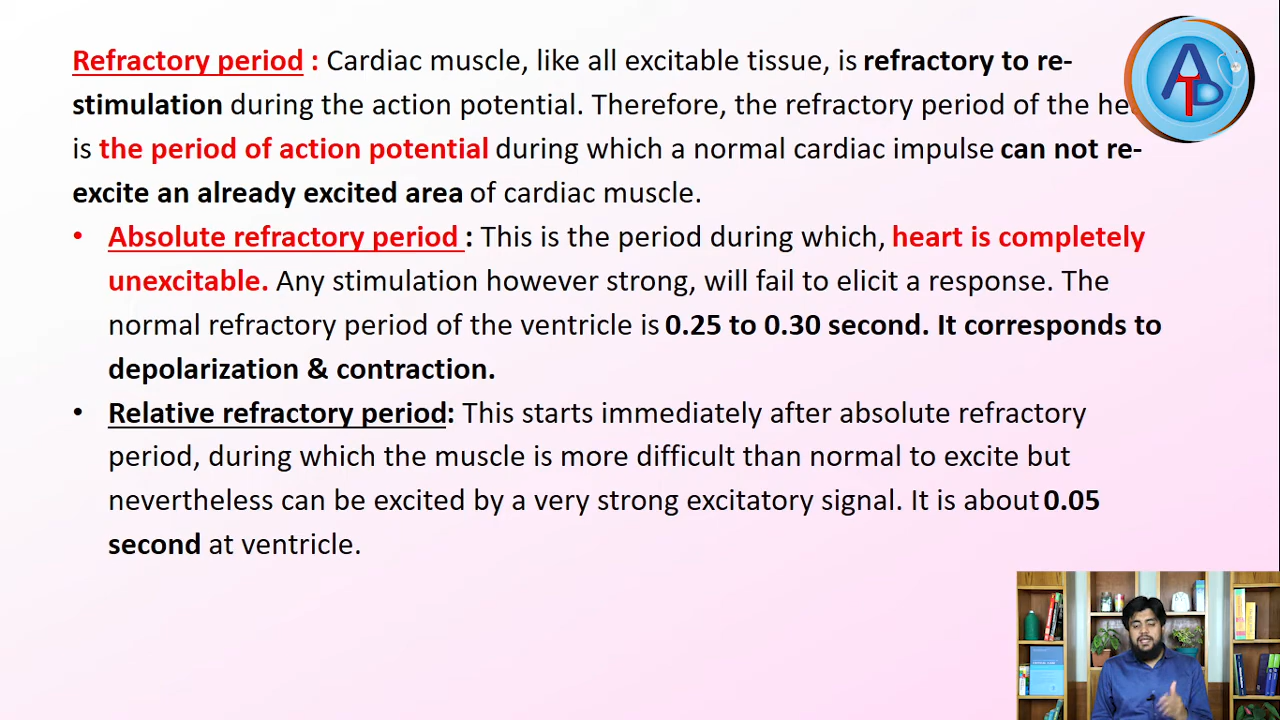 Refractory period : Cardiac muscle, like all excitable tissue, is refractory to re-
stimulation during the action potential. Therefore, the refractory period of the
is the period of action potential during which a normal cardiac impulse can not re-
excite an already excited area of cardiac muscle.
• Absolute refractory period : This is the period during which, heart is completely
unexcitable. Any stimulation however strong, will fail to elicit a response. The
normal refractory period of the ventricle is 0.25 to 0.30 second. It corresponds to
depolarization & contraction.
• Relative refractory period: This starts immediately after absolute refractory
period, during which the muscle is more difficult than normal to excite but
nevertheless can be excited by a very strong excitatory signal. It is about 0.05
second at ventricle.
ATB